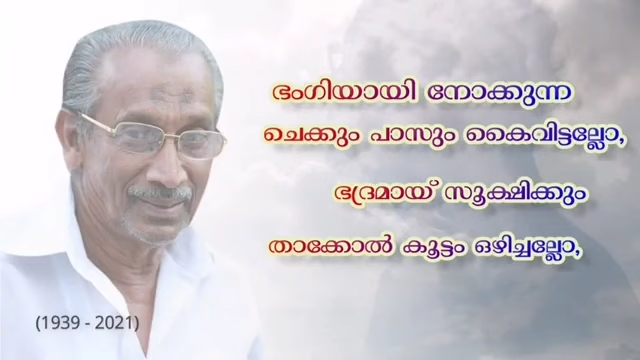 ഭംഗിയായി നോക്കുന്ന
ചെക്കും പാസും കൈവിട്ടല്ലോ,
ഭദ്രമായ് സൂക്ഷിക്കും
താക്കോൽ കൂട്ടം ഒഴിച്ചല്ലോ,
(1939 - 2021)